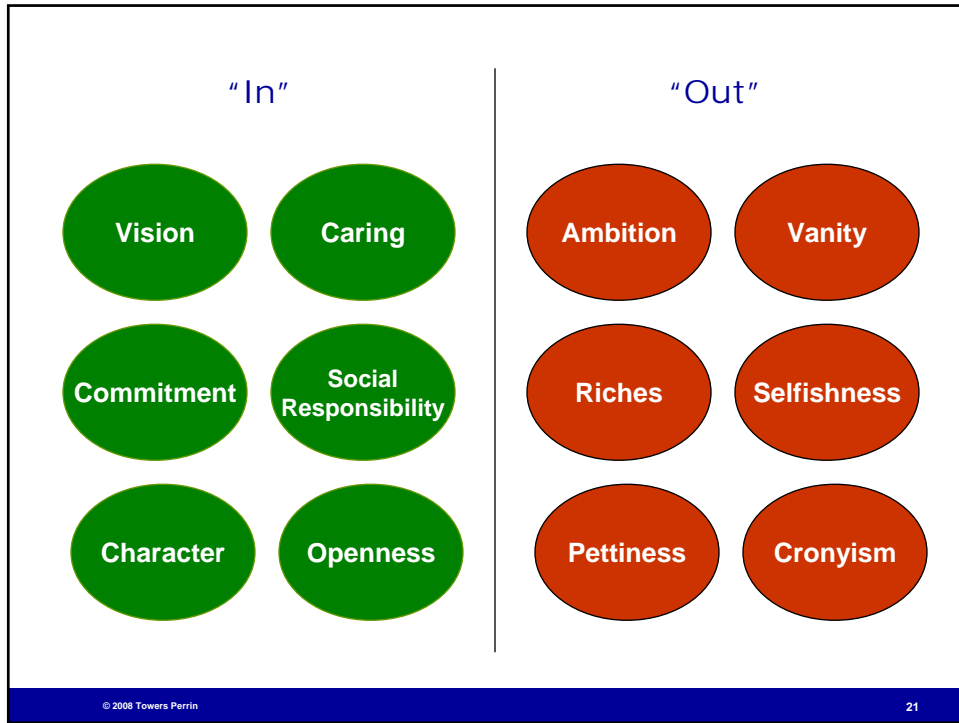 “In”
“Out”
Vision
Caring
Ambition
Vanity
Commitment
Social
Responsibility
Riches
Selfishness
Character
Openness
Pettiness
Cronyism
© 2008 Towers Perrin
21